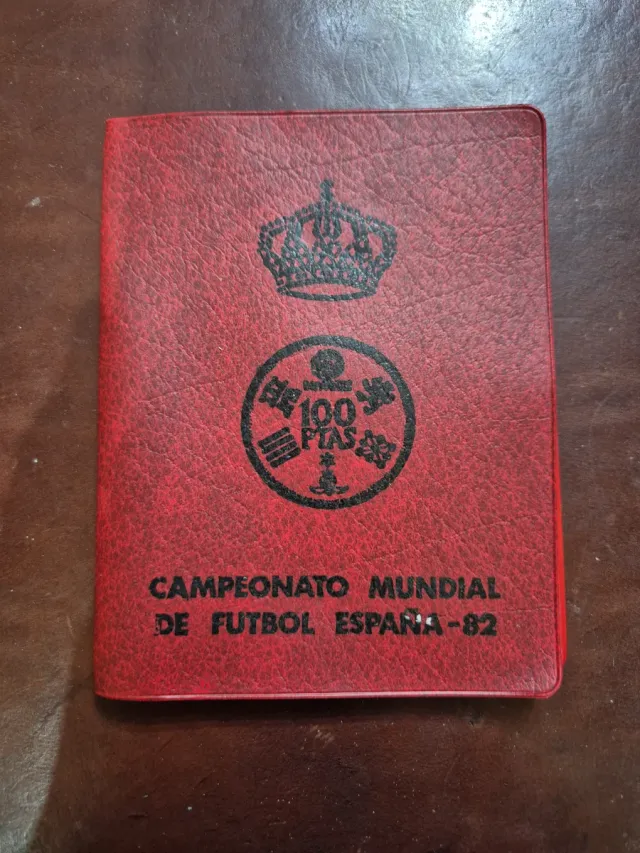 100
PTAS
CAMPEONATO MUNDIAL
DE FUTBOL ESPAÑA-82